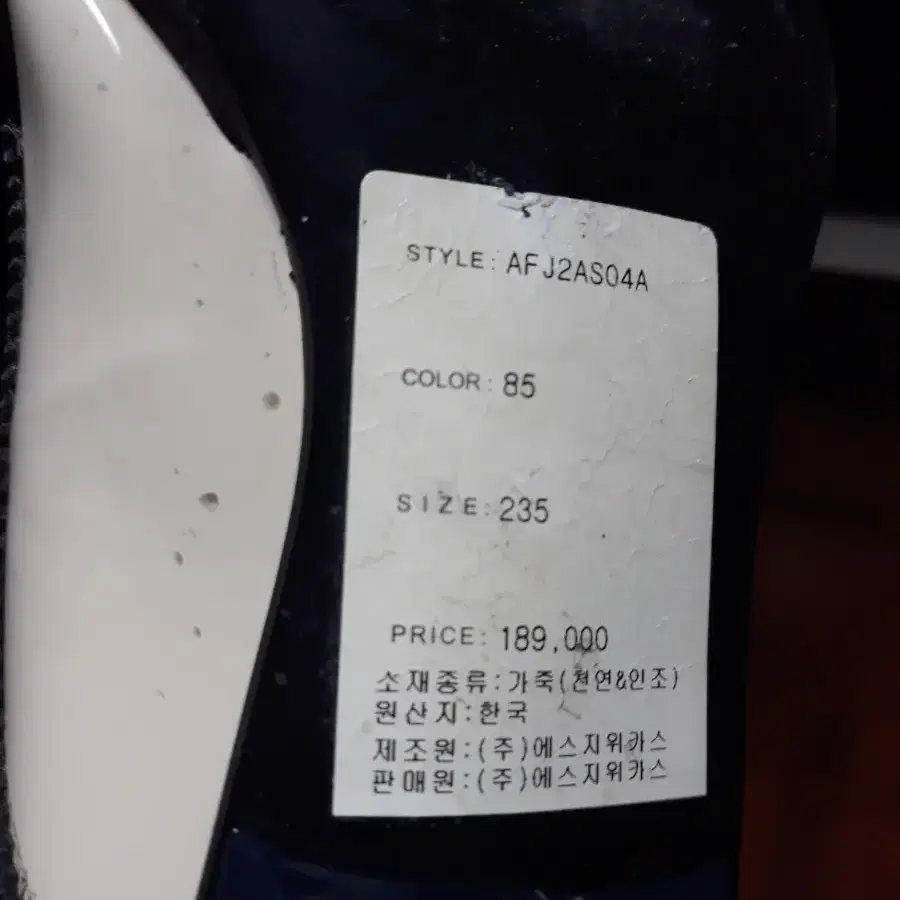 STYLE: AFJ2AS04A
COLOR: 85
SIZE: 235
PRICE: 189,000
소재종류:가죽(천연&인조)
원산지:한국
제조원:(주)에스지위카스
판매원:(주)에스지위카스